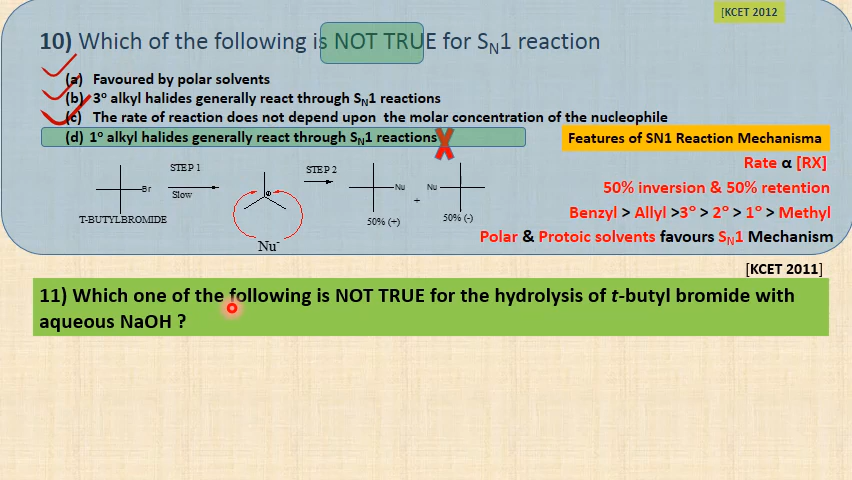 [KCET 2012
10) Which of the following is NOT TRUE for SN1 reaction
(a) Favoured by polar solvents
(b) 3o alkyl halides generally react through SN1 reactions
(c) The rate of reaction does not depend upon the molar concentration of the nucleophile
(d) 1o alkyl halides generally react through SN1 reactions
Features of SN1 Reaction Mechanisma
Rate α [RX]
50% inversion & 50% retention
Benzyl > Allyl >3° > 2° > 1° > Methyl
Polar & Protoic solvents favours SN1 Mechanism
STEP 1
STEP 2
Br
Slow
⊕
Nu
Nu
+
T-BUTYLBROMIDE
50% (+)
50% (-)
Nu-
[KCET 2011]
11) Which one of the following is NOT TRUE for the hydrolysis of t-butyl bromide with
aqueous NaOH ?